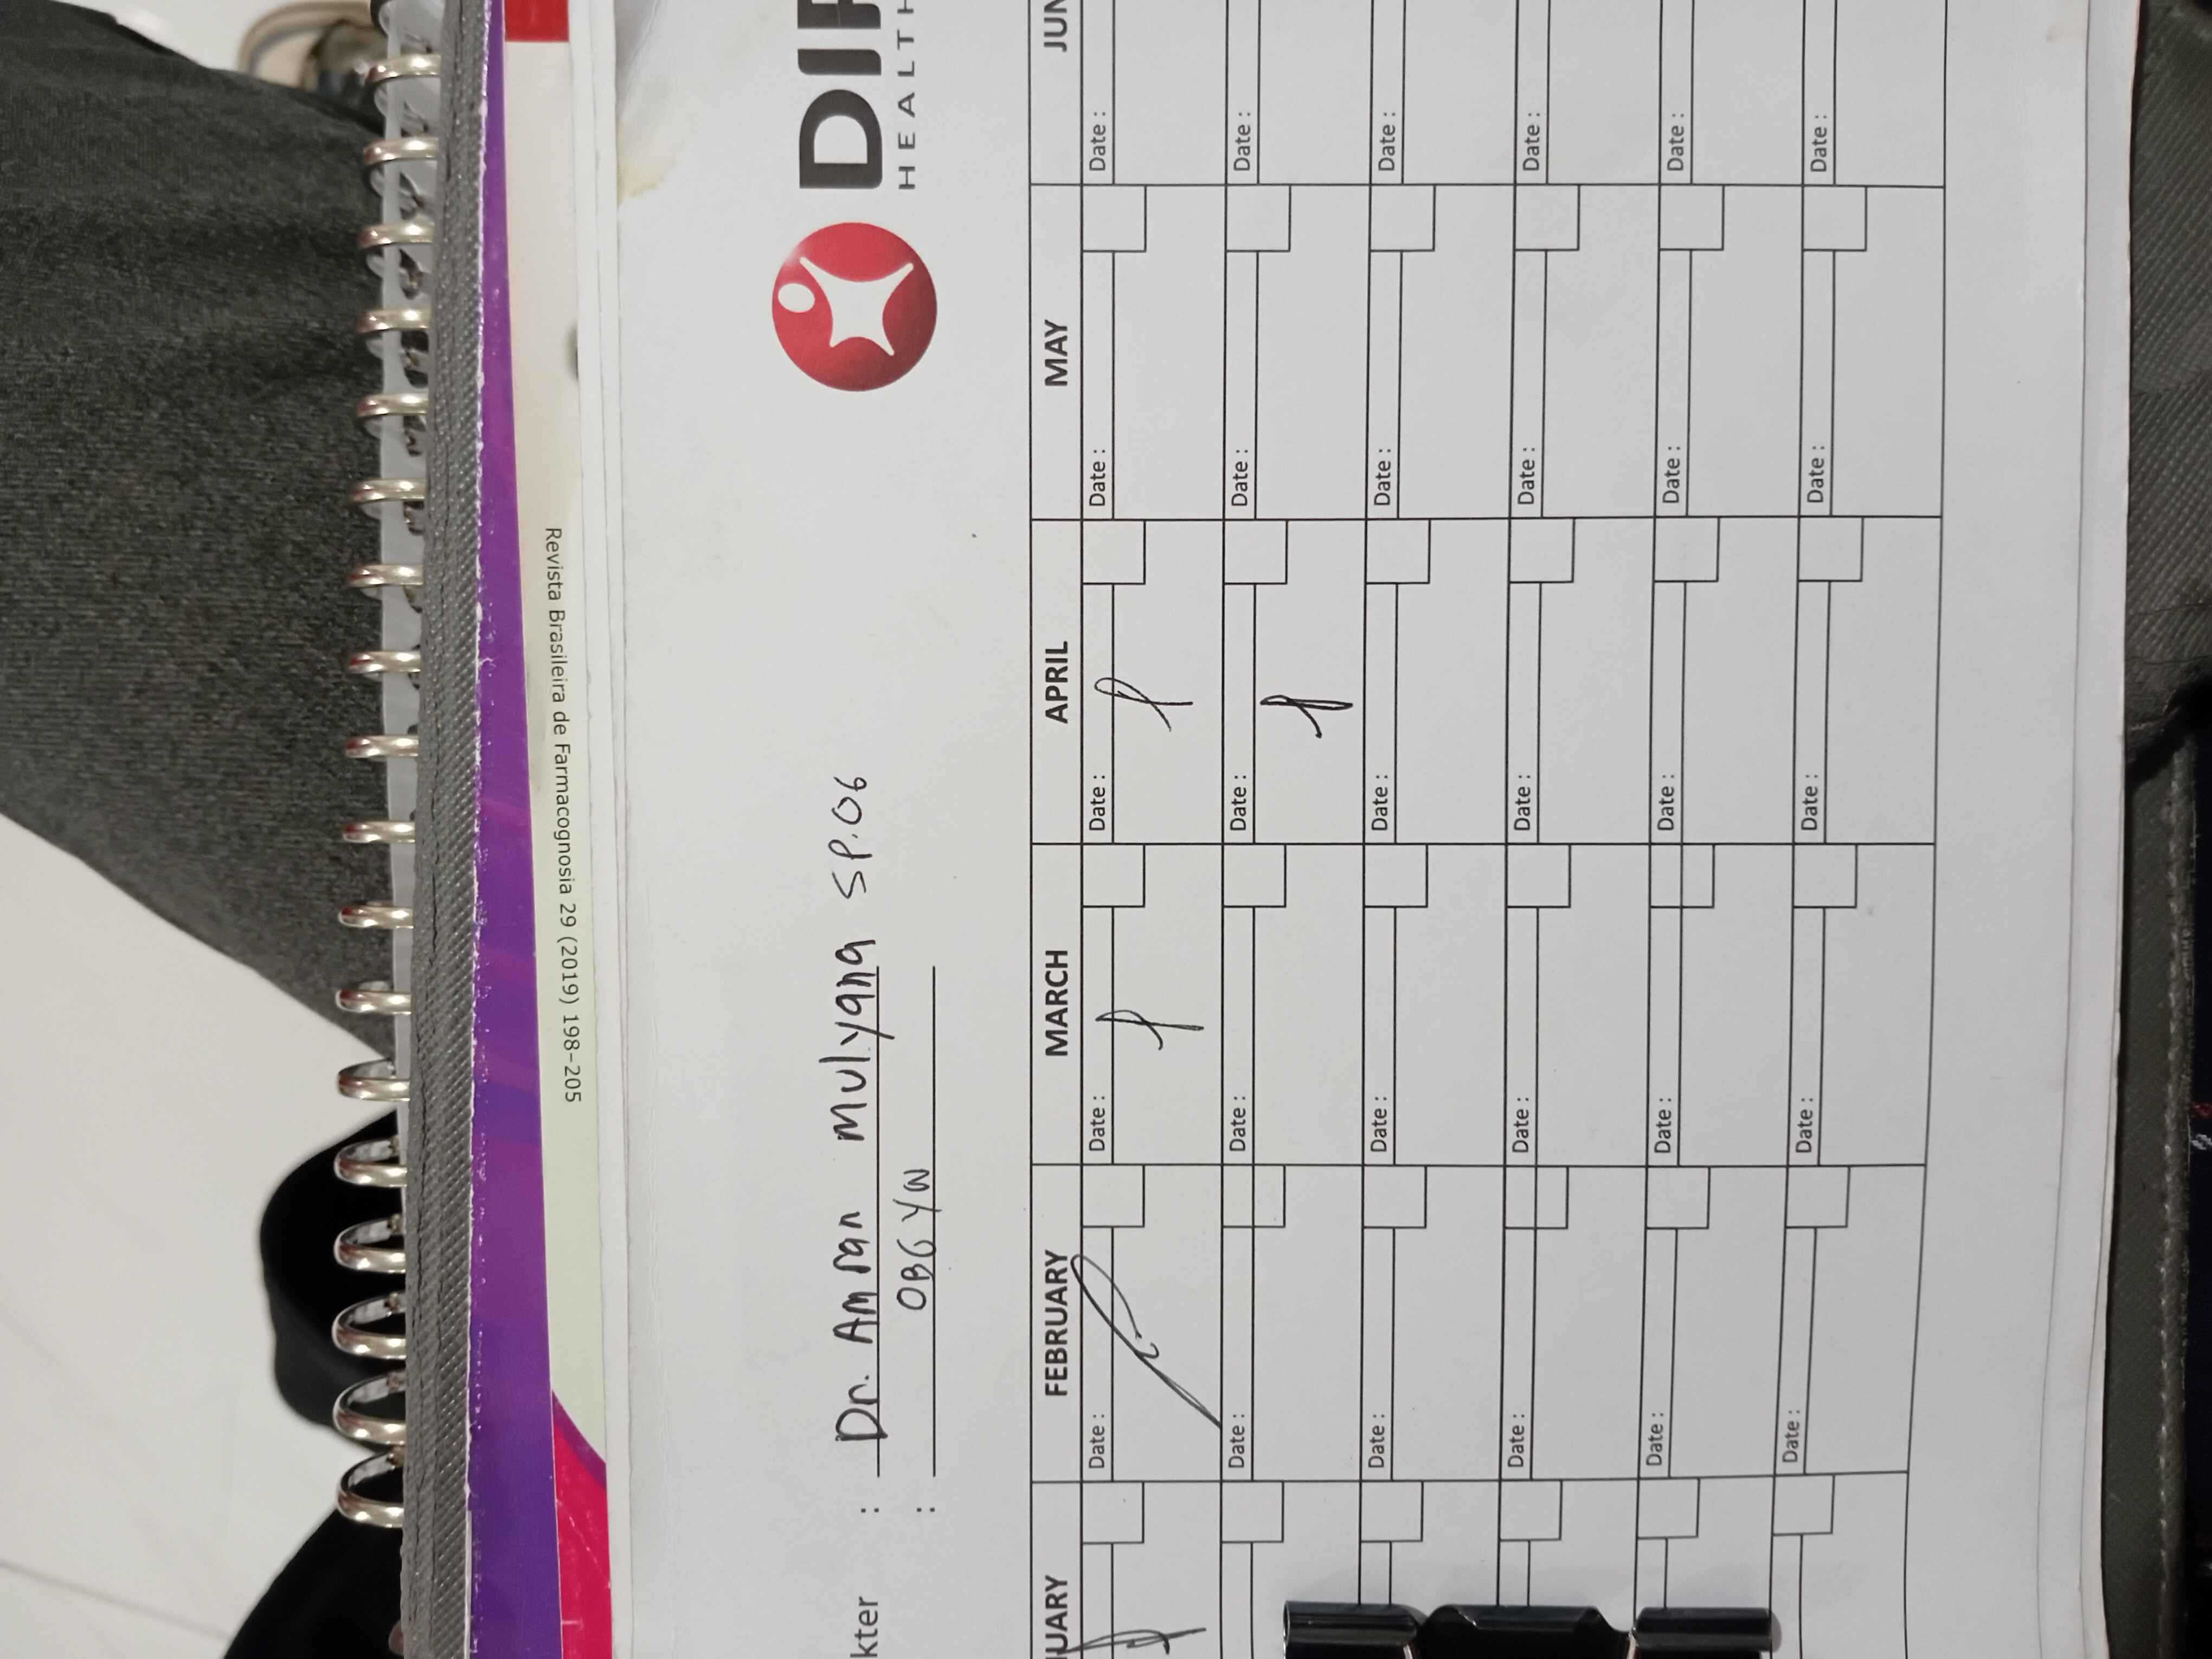 Revista Brasileira de Farmacognosia 29 (2019) 198-205
HEALTH
kter : Dr. Amran Mulyana SP.OG
: OBGYN
UARY FEBRUARY MARCH APRIL MAY JUN
Date : Date : Date : Date : Date :
Date : Date : Date : Date : Date :
Date : Date : Date : Date : Date :
Date : Date : Date : Date : Date :
Date : Date : Date : Date : Date :
Date : Date : Date : Date : Date :